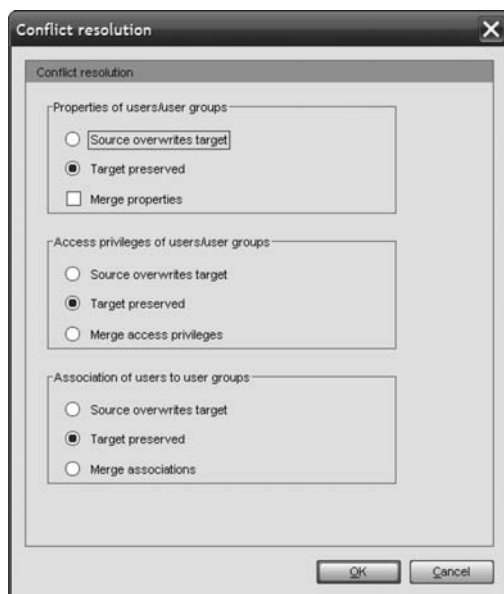 Conflict resolution
Conflict resolution
Properties of users/user groups
Source overwrites target
Target preserved
Merge properties
Access privileges of users/user groups
Source overwrites target
Target preserved
Merge access privileges
Association of users to user groups
Source overwrites target
Target preserved
Merge associations
OK Cancel